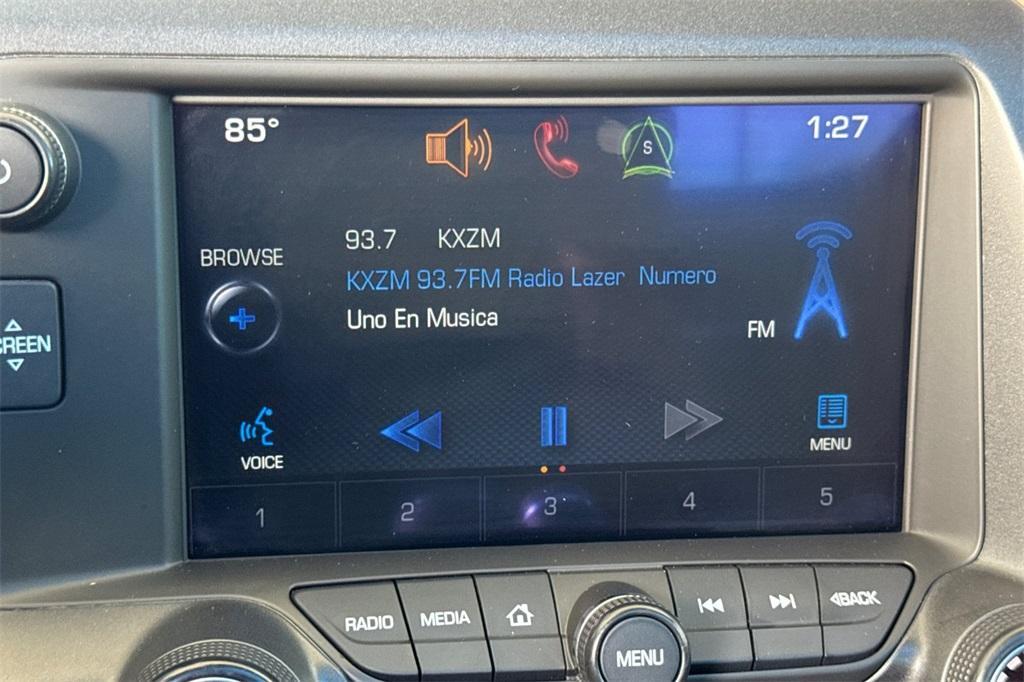 85° S 1:27
93.7 KXZM
BROWSE
KXZM 93.7FM Radio Lazer Numero
Uno En Musica
FM
VOICE MENU
1 2 3 4 5
RADIO MEDIA MENU BACK